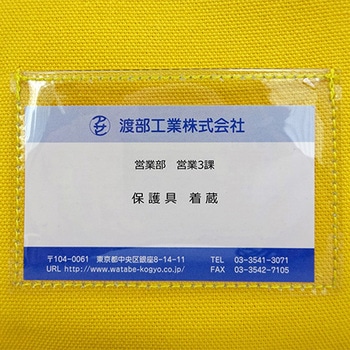 渡部工業株式会社
営業部 営業3課
保護具 着蔵
〒104-0061 東京都中央区銀座8-14-11 TEL 03-3541-3071
URL http://www.watabe-kogyo.co.jp/ FAX 03-3542-7105